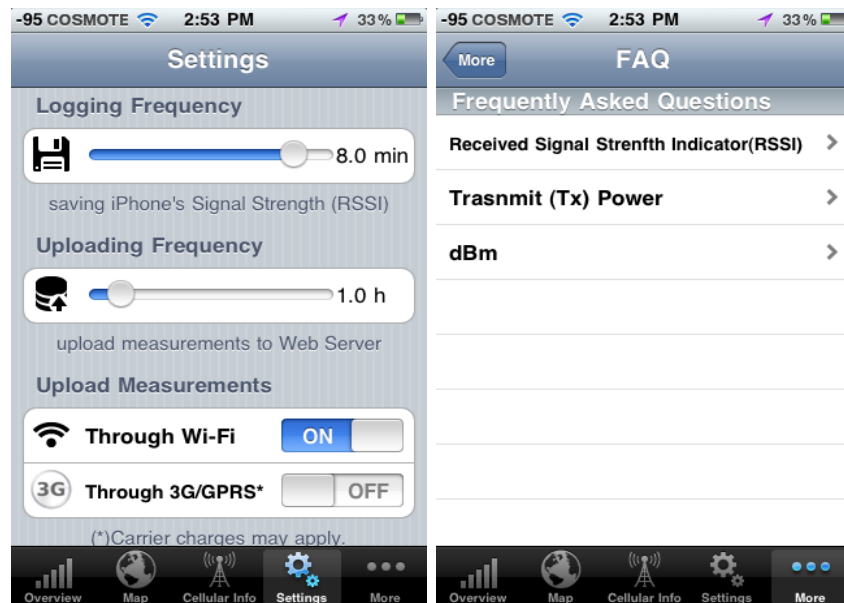 -95 COSMOTE 2:53 PM 33%
Settings
Logging Frequency
8.0 min
saving iPhone's Signal Strength (RSSI)
Uploading Frequency
1.0 h
upload measurements to Web Server
Upload Measurements
Through Wi-Fi ON
3G Through 3G/GPRS* OFF
(*)Carrier charges may apply.
Overview Map Cellular Info Settings More
-95 COSMOTE 2:53 PM 33%
More FAQ
Frequently Asked Questions
Received Signal Strenfth Indicator(RSSI)
Trasnmit (Tx) Power
dBm
Overview Map Cellular Info Settings More